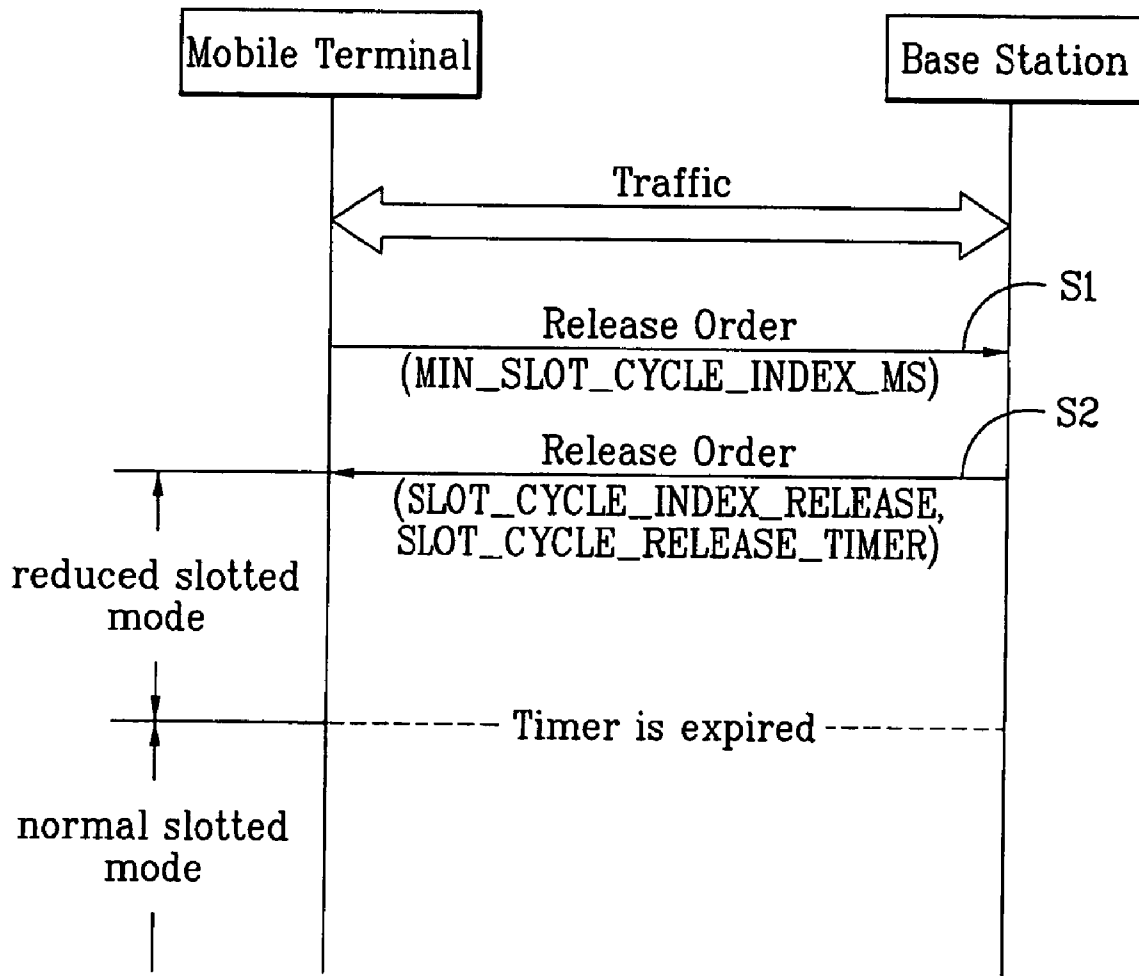 Mobile Terminal
Base Station
Traffic
S1
Release Order
(MIN_SLOT_CYCLE_INDEX_MS)
S2
Release Order
(SLOT_CYCLE_INDEX_RELEASE,
SLOT_CYCLE_RELEASE_TIMER)
reduced slotted
mode
Timer is expired
normal slotted
mode